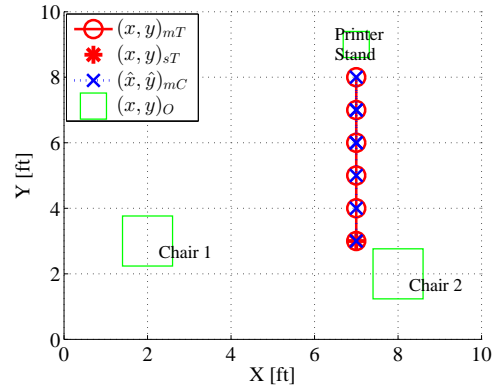 (x, y)_{mT}
(x, y)_{sT}
(x̂, ŷ)_{mC}
(x, y)_O
Printer
Stand
Chair 1
Chair 2
Y [ft]
10
8
6
4
2
0
0 2 4 6 8 10
X [ft]